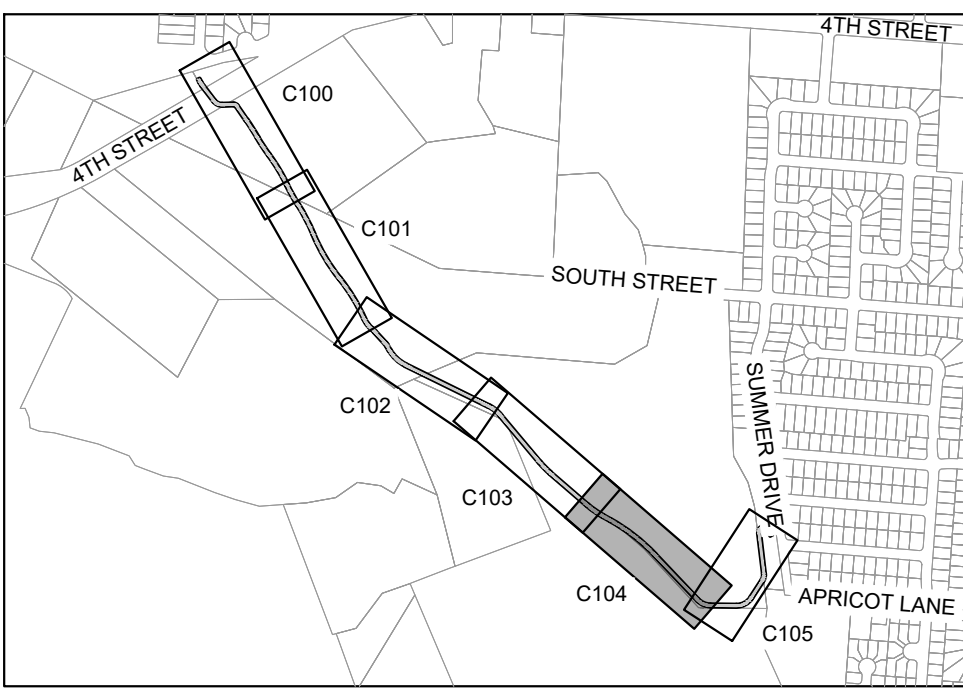 4TH STREET
C100
4TH STREET
C101
SOUTH STREET
C102
SUMMER DRIVE
C103
C104
APRICOT LANE
C105